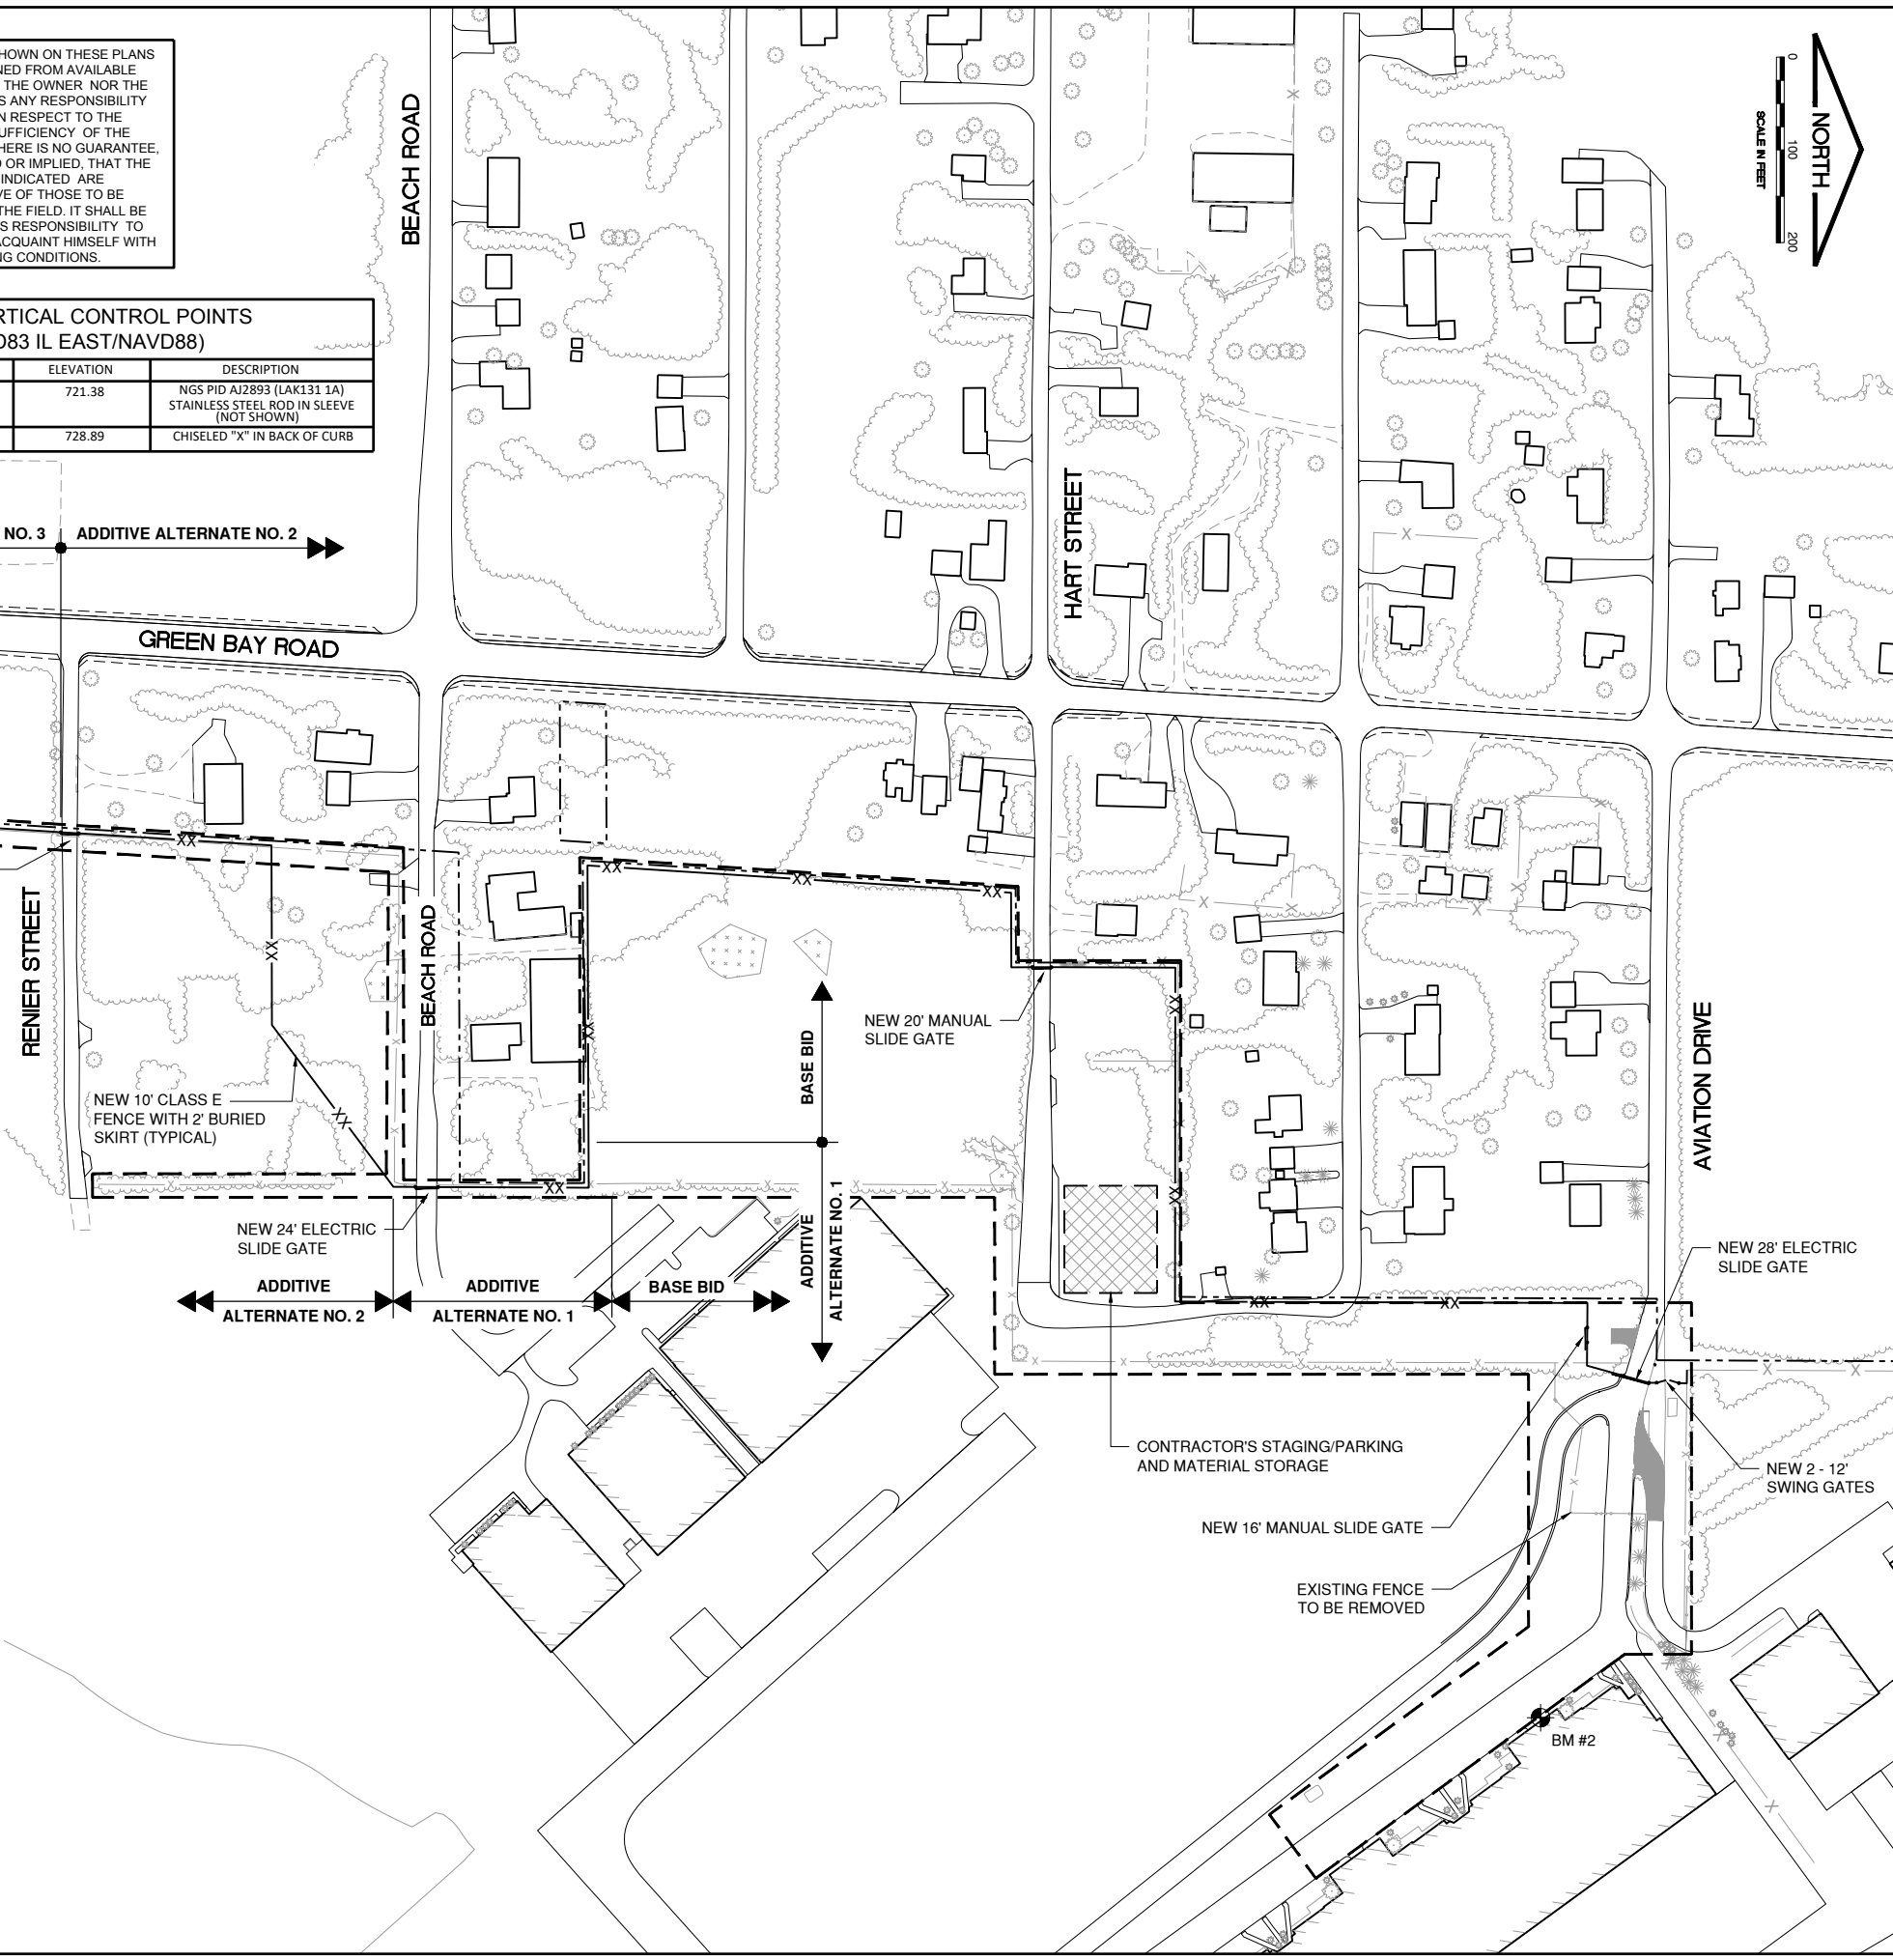 HOWN ON THESE PLANS
NED FROM AVAILABLE
THE OWNER NOR THE
S ANY RESPONSIBILITY
N RESPECT TO THE
UFFICIENCY OF THE
HERE IS NO GUARANTEE,
D OR IMPLIED, THAT THE
INDICATED ARE
VE OF THOSE TO BE
THE FIELD. IT SHALL BE
S RESPONSIBILITY TO
ACQUAINT HIMSELF WITH
NG CONDITIONS.
RTICAL CONTROL POINTS
D83 IL EAST/NAVD88)
ELEVATION DESCRIPTION
721.38 NGS PID AJ2893 (LAK131 1A)
STAINLESS STEEL ROD IN SLEEVE
(NOT SHOWN)
728.89 CHISELED "X" IN BACK OF CURB
BEACH ROAD
NORTH
0 100 200
SCALE IN FEET
NO. 3 ADDITIVE ALTERNATE NO. 2
HART STREET
GREEN BAY ROAD
RENIER STREET
BEACH ROAD
AVIATION DRIVE
NEW 20' MANUAL
SLIDE GATE
BASE BID
ADDITIVE
ALTERNATE NO. 1
NEW 10' CLASS E
FENCE WITH 2' BURIED
SKIRT (TYPICAL)
NEW 24' ELECTRIC
SLIDE GATE
ADDITIVE
ALTERNATE NO. 2
ADDITIVE
ALTERNATE NO. 1
BASE BID
NEW 28' ELECTRIC
SLIDE GATE
CONTRACTOR'S STAGING/PARKING
AND MATERIAL STORAGE
NEW 2 - 12'
SWING GATES
NEW 16' MANUAL SLIDE GATE
EXISTING FENCE
TO BE REMOVED
BM #2